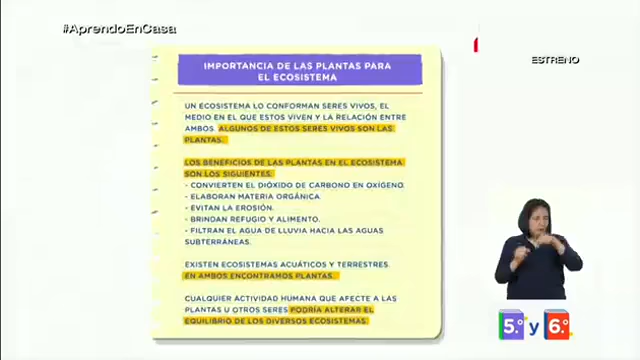 #AprendoEnCasa
ESTRENO
IMPORTANCIA DE LAS PLANTAS PARA
EL ECOSISTEMA
UN ECOSISTEMA LO CONFORMAN SERES VIVOS, EL
MEDIO EN EL QUE ESTOS VIVEN Y LA RELACIÓN ENTRE
AMBOS. ALGUNOS DE ESTOS SERES VIVOS SON LAS
PLANTAS.
LOS BENEFICIOS DE LAS PLANTAS EN EL ECOSISTEMA
SON LOS SIGUIENTES:
- CONVIERTEN EL DIÓXIDO DE CARBONO EN OXÍGENO.
- ELABORAN MATERIA ORGÁNICA
- EVITAN LA EROSIÓN.
- BRINDAN REFUGIO Y ALIMENTO.
- FILTRAN EL AGUA DE LLUVIA HACIA LAS AGUAS
SUBTERRÁNEAS.
EXISTEN ECOSISTEMAS ACUÁTICOS Y TERRESTRES.
EN AMBOS ENCONTRAMOS PLANTAS.
CUALQUIER ACTIVIDAD HUMANA QUE AFECTE A LAS
PLANTAS U OTROS SERES PODRÍA ALTERAR EL
EQUILIBRIO DE LOS DIVERSOS ECOSISTEMAS.
5.° y 6.°